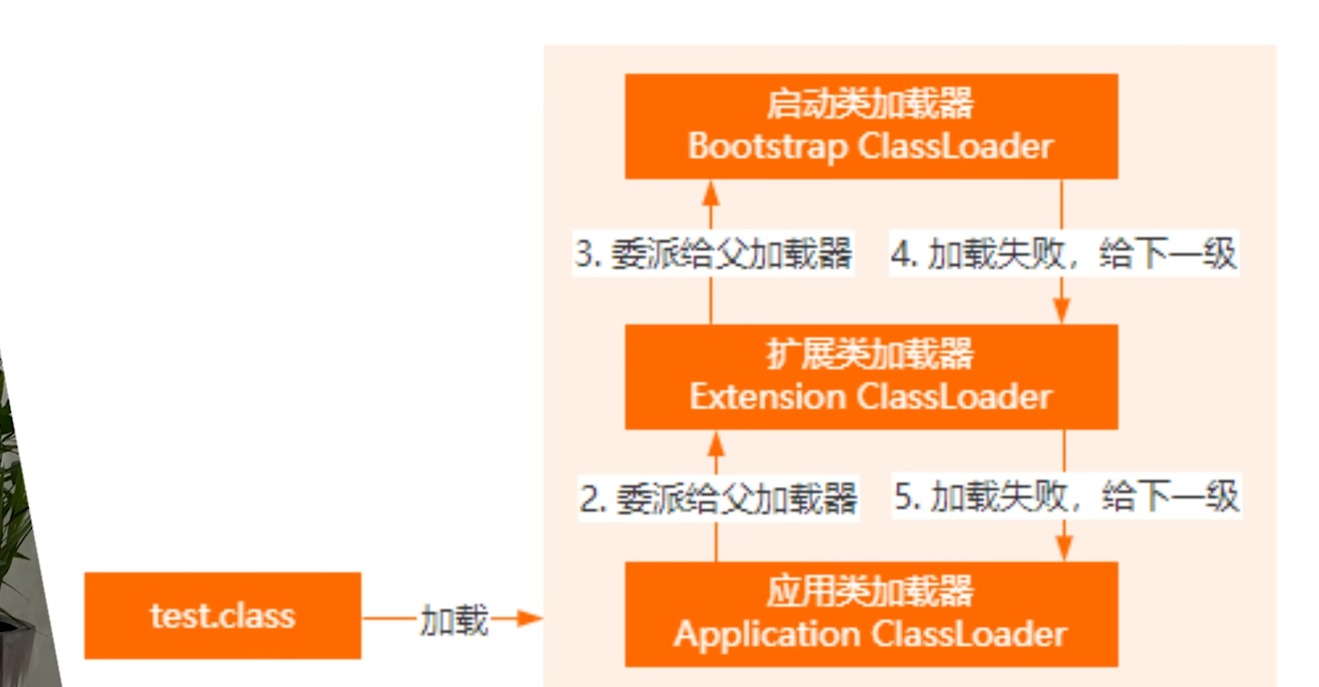 启动类加载器
Bootstrap ClassLoader
3. 委派给父加载器
4. 加载失败，给下一级
扩展类加载器
Extension ClassLoader
2. 委派给父加载器
5. 加载失败，给下一级
test.class
加载
应用类加载器
Application ClassLoader